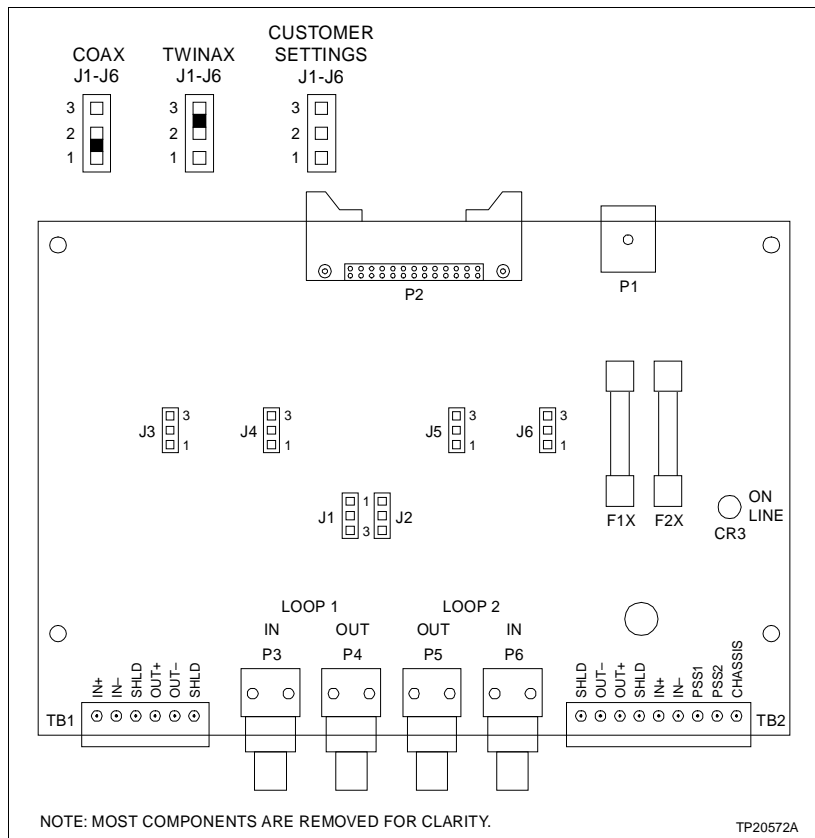 COAX
J1-J6
3
2
1
TWINAX
J1-J6
3
2
1
CUSTOMER
SETTINGS
J1-J6
3
2
1
P2
P1
J3
3
1
J4
3
1
J5
3
1
J6
3
1
J1
1
3
J2
F1X
F2X
ON
LINE
CR3
LOOP 1
LOOP 2
IN
OUT
OUT
IN
P3
P4
P5
P6
TB1
IN+
IN–
SHLD
OUT+
OUT–
SHLD
SHLD
OUT–
OUT+
SHLD
IN+
IN–
PSS1
PSS2
CHASSIS
TB2
NOTE: MOST COMPONENTS ARE REMOVED FOR CLARITY.
TP20572A